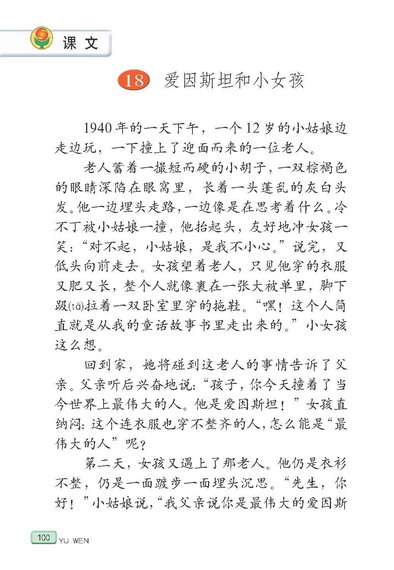 课文
18 爱因斯坦和小女孩
1940年的一天下午，一个12岁的小姑娘边
走边玩，一下撞上了迎面而来的一位老人。
老人蓄着一撮短而硬的小胡子，一双棕褐色
的眼睛深陷在眼窝里，长着一头蓬乱的灰白头
发。他一边埋头走路，一边像是在思考着什么。冷
不丁被小姑娘一撞，他抬起头，友好地冲女孩一
笑：“对不起，小姑娘，是我不小心。”说完，又
低头向前走去。女孩望着老人，只见他穿的衣服
又肥又长，整个人就像裹在一张大被单里，脚下
趿(tā)拉着一双卧室里穿的拖鞋。“嘿！这个人简
直就是从我的童话故事书里走出来的。”小女孩
这么想。
回到家，她将碰到这老人的事情告诉了父
亲。父亲听后兴奋地说：“孩子，你今天撞着了当
今世界上最伟大的人。他是爱因斯坦！”女孩直
纳闷：这个连衣服也穿不整齐的人，怎么能是“最
伟大的人”呢？
第二天，女孩又遇上了那老人。他仍是衣衫
不整，仍是一面踱步一面埋头沉思。“先生，你
好！”小姑娘说，“我父亲说你是最伟大的爱因斯
100 YU WEN